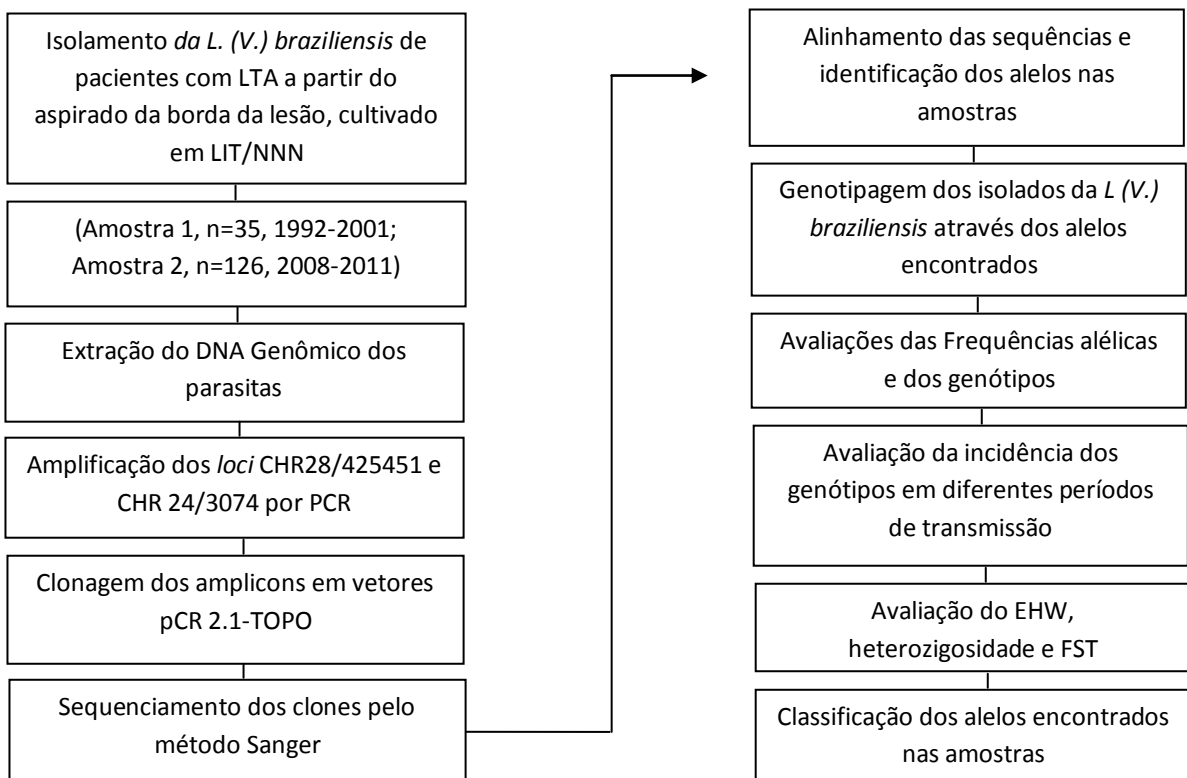 Isolamento da L. (V.) braziliensis de
pacientes com LTA a partir do
aspirado da borda da lesão, cultivado
em LIT/NNN
(Amostra 1, n=35, 1992-2001;
Amostra 2, n=126, 2008-2011)
Extração do DNA Genômico dos
parasitas
Amplificação dos loci CHR28/425451 e
CHR 24/3074 por PCR
Clonagem dos amplicons em vetores
pCR 2.1-TOPO
Sequenciamento dos clones pelo
método Sanger
Alinhamento das sequências e
identificação dos alelos nas
amostras
Genotipagem dos isolados da L (V.)
braziliensis através dos alelos
encontrados
Avaliações das Frequências alélicas
e dos genótipos
Avaliação da incidência dos
genótipos em diferentes períodos
de transmissão
Avaliação do EHW,
heterozigosidade e FST
Classificação dos alelos encontrados
nas amostras